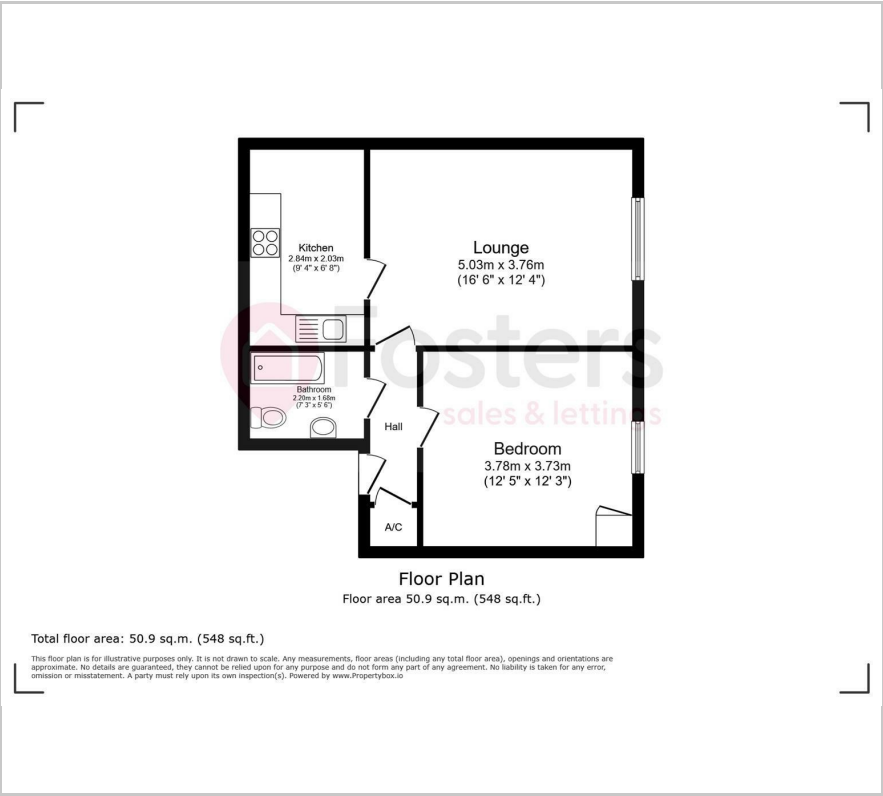 Kitchen
2.84m x 2.03m
(9' 4" x 6' 8")
Lounge
5.03m x 3.76m
(16' 6" x 12' 4")
Fosters
sales & lettings
Bathroom
2.20m x 1.68m
(7' 3" x 5' 6")
Hall
Bedroom
3.78m x 3.73m
(12' 5" x 12' 3")
A/C
Floor Plan
Floor area 50.9 sq.m. (548 sq.ft.)
Total floor area: 50.9 sq.m. (548 sq.ft.)
This floor plan is for illustrative purposes only. It is not drawn to scale. Any measurements, floor areas (including any total floor area), openings and orientations are
approximate. No details are guaranteed, they cannot be relied upon for any purpose and do not form any part of any agreement. No liability is taken for any error,
omission or misstatement. A party must rely upon its own inspection(s). Powered by www.Propertybox.io